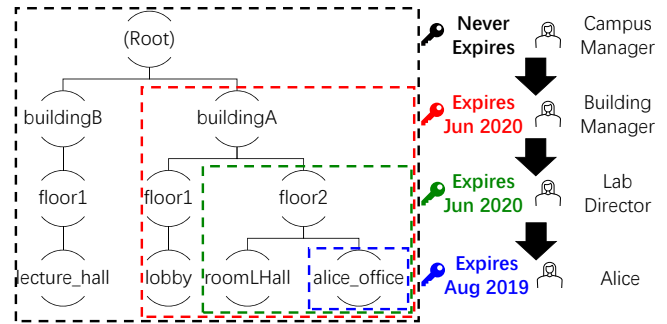 (Root)
buildingB
buildingA
floor1
floor1
floor2
lecture_hall
lobby
roomLHall
alice_office
Never
Expires
Campus
Manager
Expires
Jun 2020
Building
Manager
Expires
Jun 2020
Lab
Director
Expires
Aug 2019
Alice